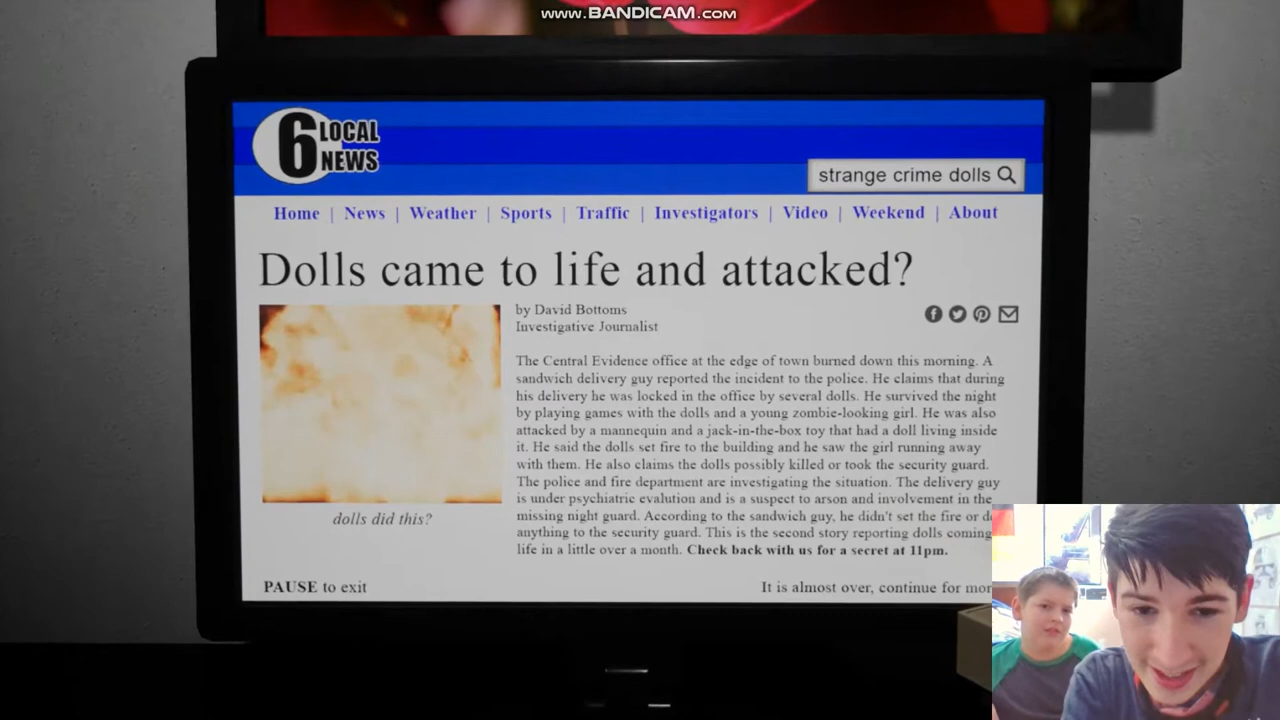 www.BANDICAM.com
6 LOCAL
NEWS
strange crime dolls
Home | News | Weather | Sports | Traffic | Investigators | Video | Weekend | About
Dolls came to life and attacked?
by David Bottoms
Investigative Journalist
The Central Evidence office at the edge of town burned down this morning. A
sandwich delivery guy reported the incident to the police. He claims that during
his delivery he was locked in the office by several dolls. He survived the night
by playing games with the dolls and a young zombie-looking girl. He was also
attacked by a mannequin and a jack-in-the-box toy that had a doll living inside
it. He said the dolls set fire to the building and he saw the girl running away
with them. He also claims the dolls possibly killed or took the security guard.
The police and fire department are investigating the situation. The delivery guy
is under psychiatric evalution and is a suspect to arson and involvement in the
missing night guard. According to the sandwich guy, he didn't set the fire or
anything to the security guard. This is the second story reporting dolls coming
life in a little over a month. Check back with us for a secret at 11pm.
dolls did this?
PAUSE to exit
It is almost over, continue for